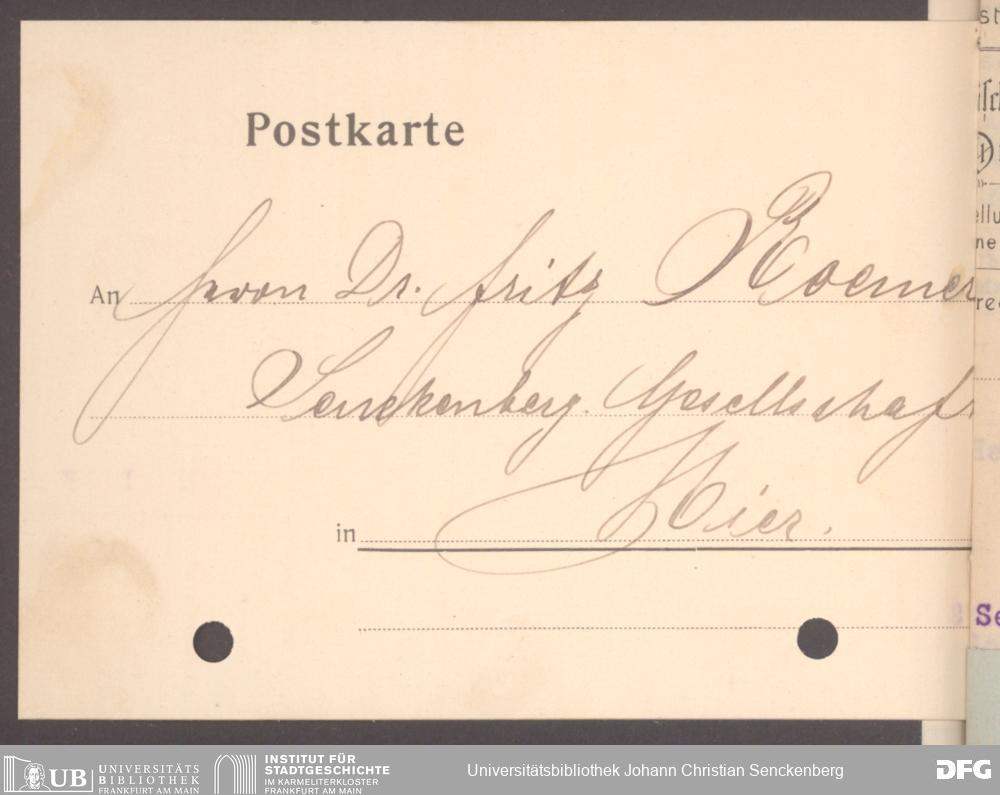 Postkarte
An Herrn Dr. Fritz Roemer
Senckenberg. Gesellschaft
in Hier.
UB UNIVERSITÄTS
BIBLIOTHEK
FRANKFURT AM MAIN
INSTITUT FÜR
STADTGESCHICHTE
IM KARMELITERKLOSTER
FRANKFURT AM MAIN
Universitätsbibliothek Johann Christian Senckenberg
DFG